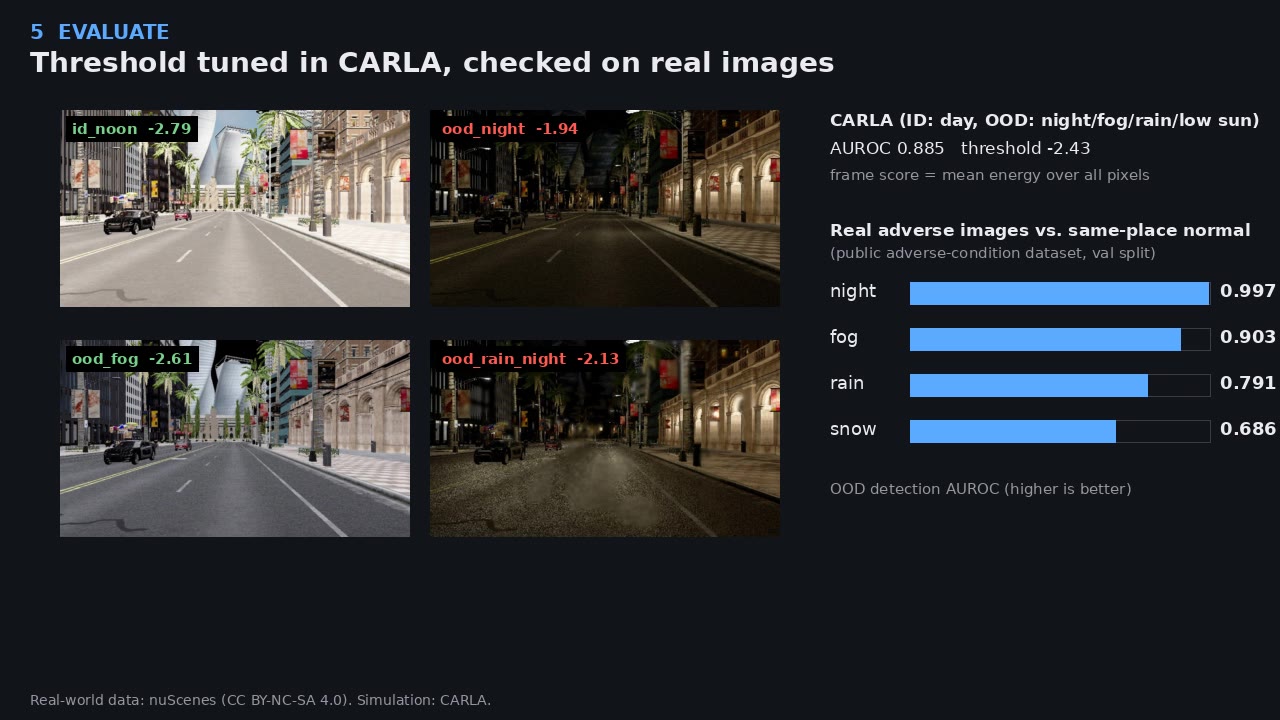 5 EVALUATE
Threshold tuned in CARLA, checked on real images
id_noon -2.79
ood_night -1.94
ood_fog -2.61
ood_rain_night -2.13
CARLA (ID: day, OOD: night/fog/rain/low sun)
AUROC 0.885 threshold -2.43
frame score = mean energy over all pixels
Real adverse images vs. same-place normal
(public adverse-condition dataset, val split)
night 0.997
fog 0.903
rain 0.791
snow 0.686
OOD detection AUROC (higher is better)
Real-world data: nuScenes (CC BY-NC-SA 4.0). Simulation: CARLA.